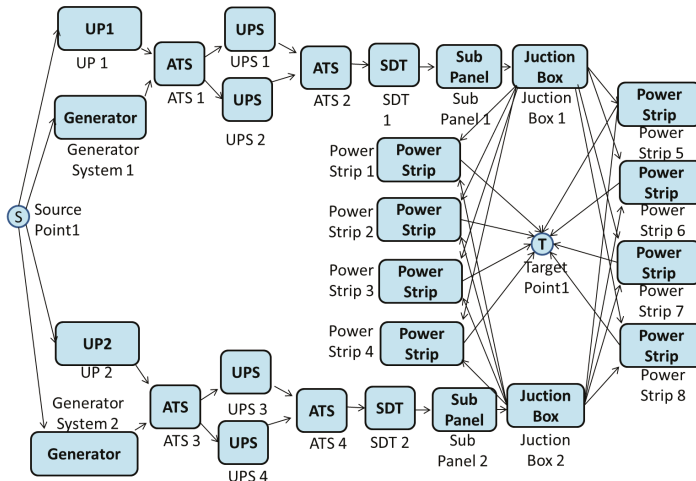 UP1
UP 1
Generator
Generator
System 1
ATS
ATS 1
UPS
UPS 1
UPS
UPS 2
ATS
ATS 2
SDT
SDT
1
Sub
Panel
Sub
Panel 1
Juction
Box
Juction
Box 1
Power
Strip
Power
Strip 5
Power
Strip
Power
Strip 6
Power
Strip
Power
Strip 7
Power
Strip
Power
Strip 8
Power
Strip 1
Power
Strip
Power
Strip 2
Power
Strip
Power
Strip 3
Power
Strip
Power
Strip 4
Power
Strip
S
Source
Point1
T
Target
Point1
UP2
UP 2
Generator
System 2
Generator
ATS
ATS 3
UPS
UPS 3
UPS
UPS 4
ATS
ATS 4
SDT
SDT 2
Sub
Panel
Sub
Panel 2
Juction
Box
Juction
Box 2